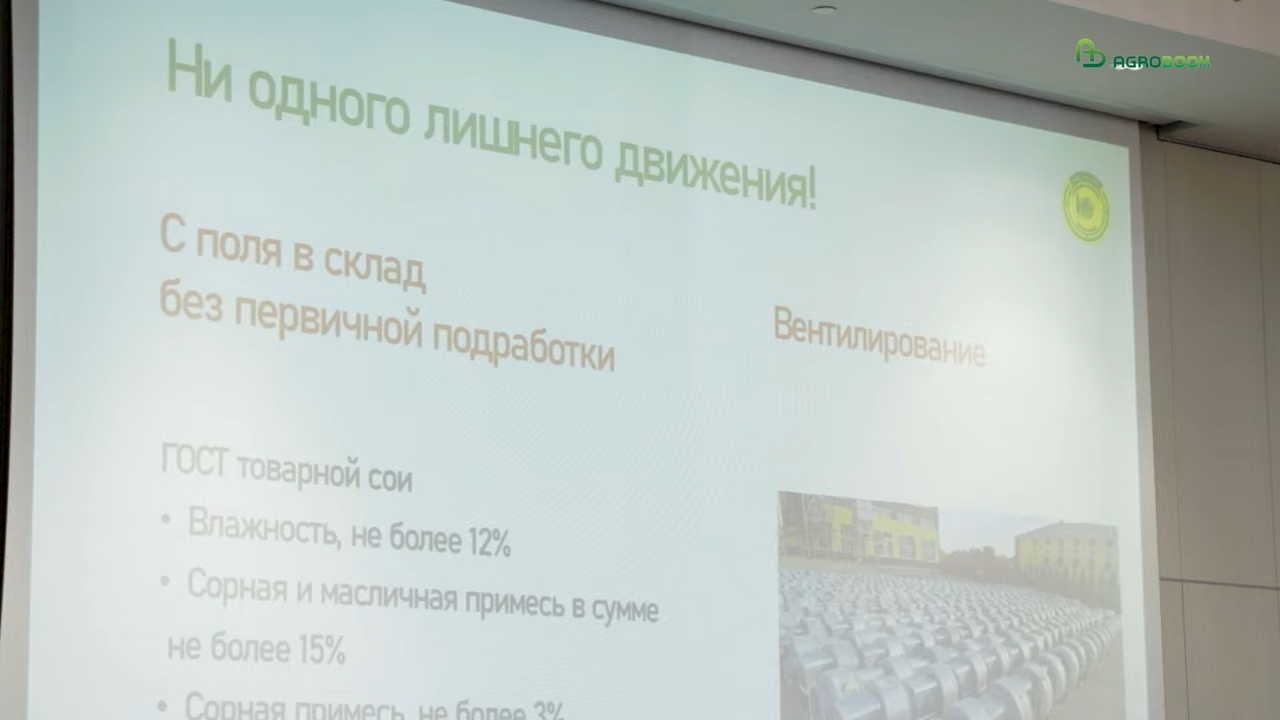 AGROBOOK
Ни одного лишнего движения!
С поля в склад
без первичной подработки
Вентилирование
ГОСТ товарной сои
• Влажность, не более 12%
• Сорная и масличная примесь в сумме
не более 15%
• Сорная примесь, не более 3%